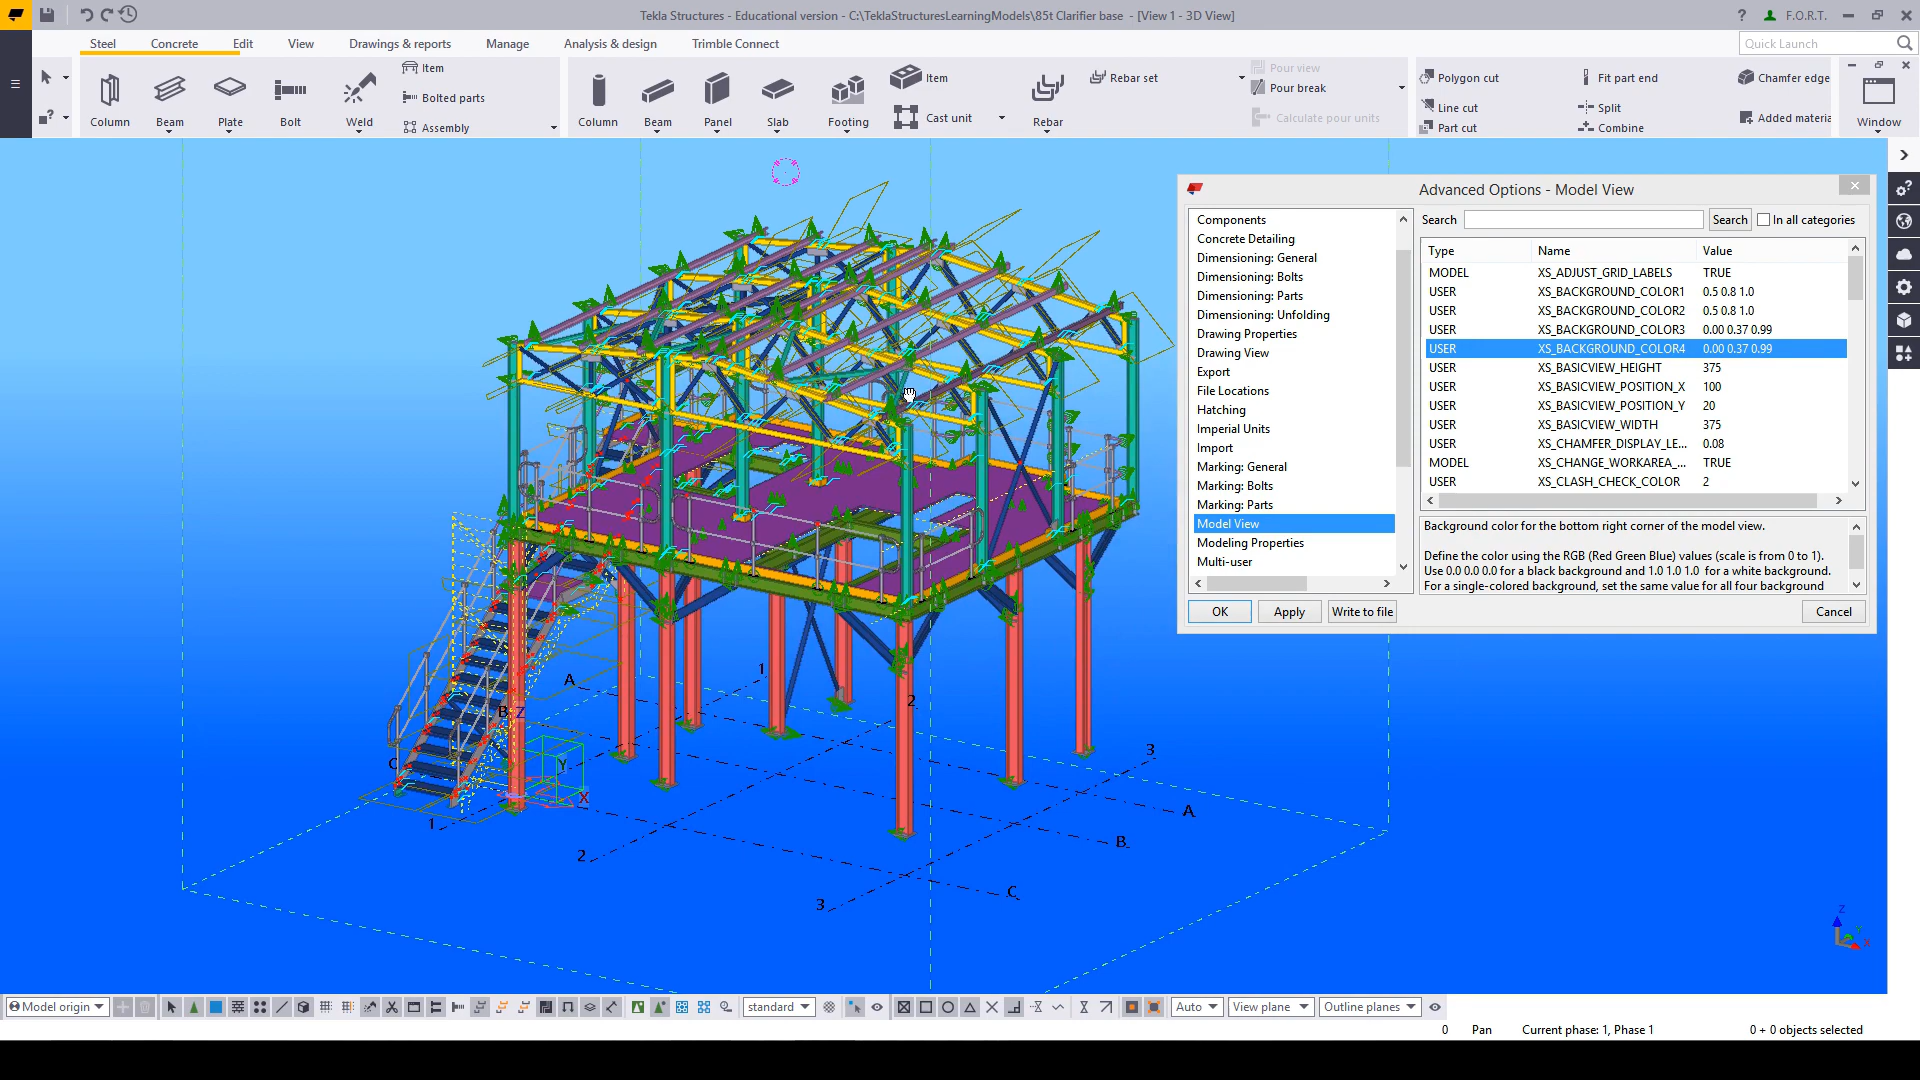 Tekla Structures - Educational version - C:\TeklaStructuresLearningModels\85t Clarifier base - [View 1 - 3D View]
? F.O.R.T.
Steel Concrete Edit View Drawings & reports Manage Analysis & design Trimble Connect
Quick Launch
Column
Beam
Plate
Bolt
Weld
Item
Bolted parts
Assembly
Column
Beam
Panel
Slab
Footing
Item
Cast unit
Rebar
Rebar set
Pour view
Pour break
Calculate pour units
Polygon cut
Line cut
Part cut
Fit part end
Split
Combine
Chamfer edge
Added materia
Window
Advanced Options - Model View
Components
Concrete Detailing
Dimensioning: General
Dimensioning: Bolts
Dimensioning: Parts
Dimensioning: Unfolding
Drawing Properties
Drawing View
Export
File Locations
Hatching
Imperial Units
Import
Marking: General
Marking: Bolts
Marking: Parts
Model View
Modeling Properties
Multi-user
Search Search In all categories
Type Name Value
MODEL XS_ADJUST_GRID_LABELS TRUE
USER XS_BACKGROUND_COLOR1 0.5 0.8 1.0
USER XS_BACKGROUND_COLOR2 0.5 0.8 1.0
USER XS_BACKGROUND_COLOR3 0.00 0.37 0.99
USER XS_BACKGROUND_COLOR4 0.00 0.37 0.99
USER XS_BASICVIEW_HEIGHT 375
USER XS_BASICVIEW_POSITION_X 100
USER XS_BASICVIEW_POSITION_Y 20
USER XS_BASICVIEW_WIDTH 375
USER XS_CHAMFER_DISPLAY_LE... 0.08
MODEL XS_CHANGE_WORKAREA_... TRUE
USER XS_CLASH_CHECK_COLOR 2
Background color for the bottom right corner of the model view.
Define the color using the RGB (Red Green Blue) values (scale is from 0 to 1).
Use 0.0 0.0 0.0 for a black background and 1.0 1.0 1.0 for a white background.
For a single-colored background, set the same value for all four background
OK Apply Write to file Cancel
1
A
2
B Z
3
C
Y
X
A
1
B
2
C
3
Z
Y
X
Model origin standard Auto View plane Outline planes
0 Pan Current phase: 1, Phase 1 0 + 0 objects selected